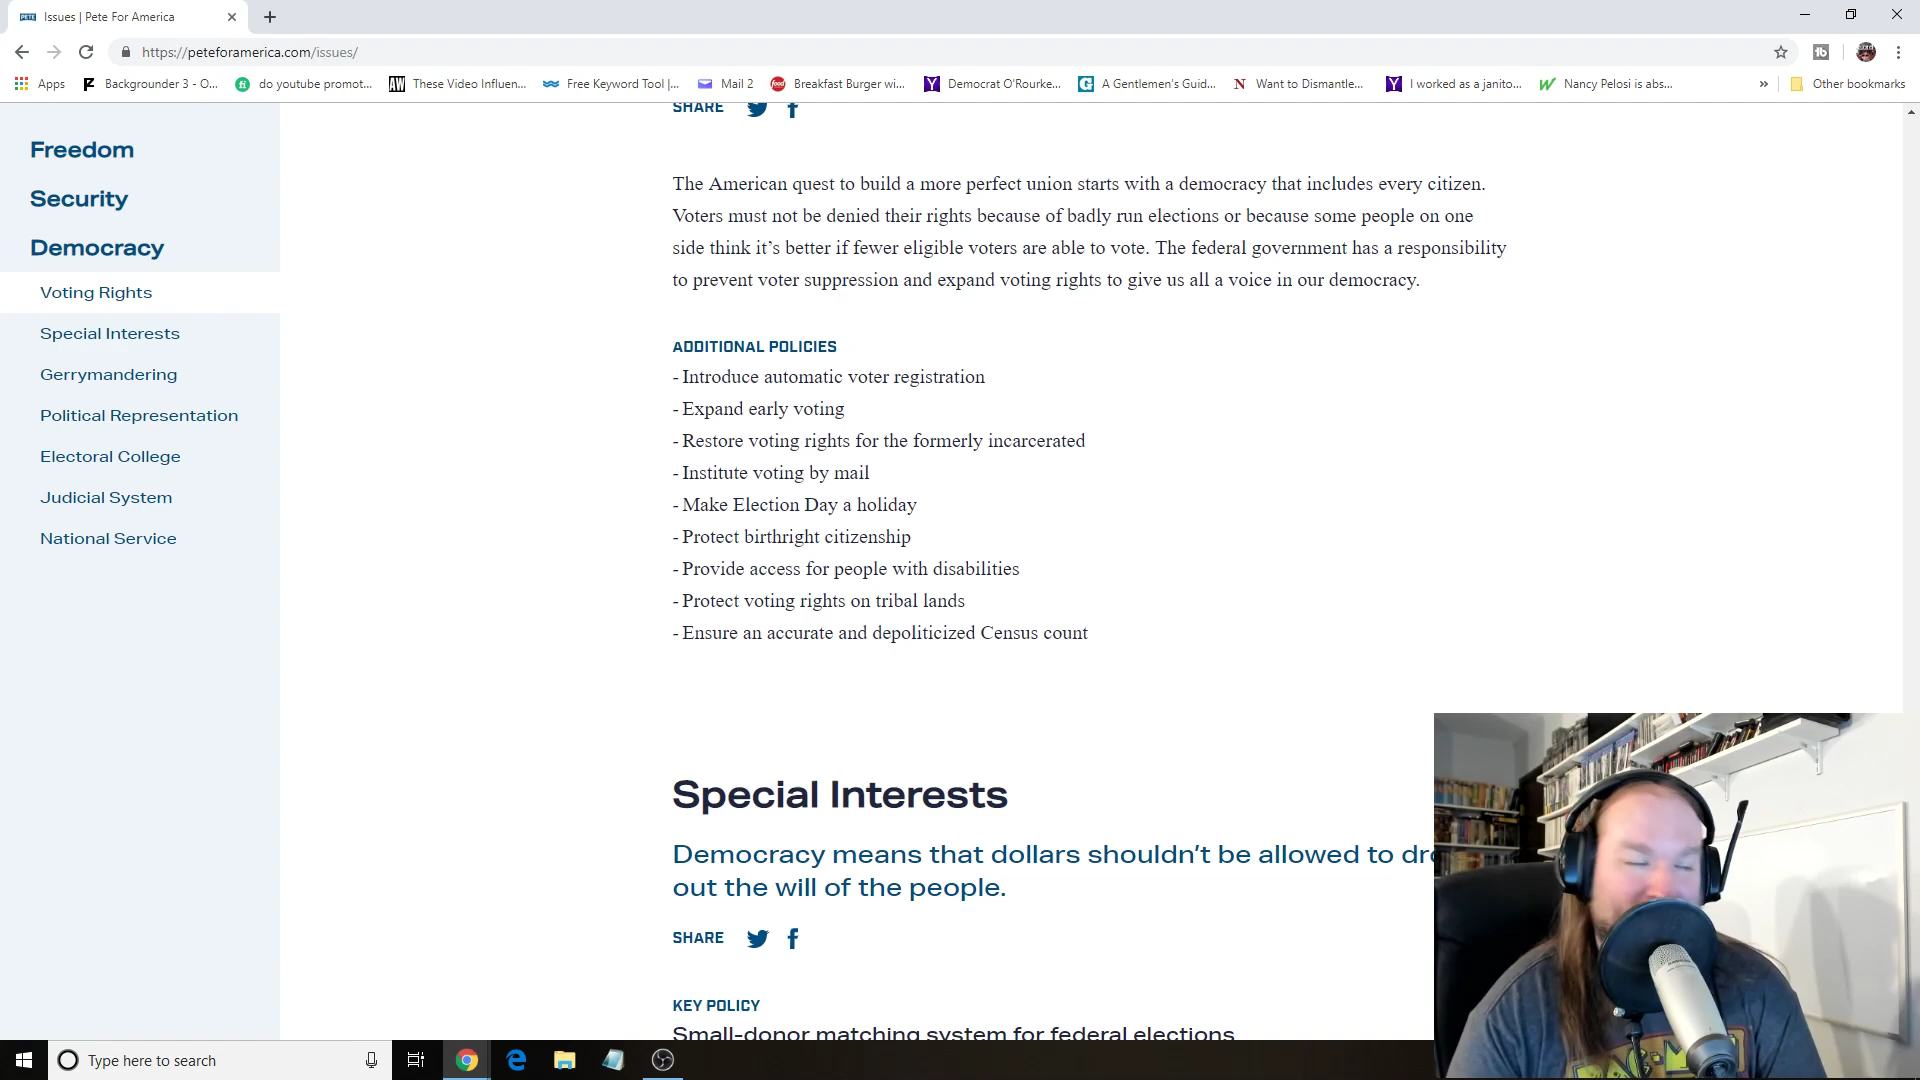 PETE Issues | Pete For America
https://peteforamerica.com/issues/
Apps Backgrounder 3 - O... do youtube promot... AW These Video Influen... Free Keyword Tool |... Mail 2 food Breakfast Burger wi... Y Democrat O'Rourke... G A Gentlemen's Guid... N Want to Dismantle... Y I worked as a janito... W Nancy Pelosi is abs... » Other bookmarks
SHARE
Freedom
Security
Democracy
Voting Rights
Special Interests
Gerrymandering
Political Representation
Electoral College
Judicial System
National Service
The American quest to build a more perfect union starts with a democracy that includes every citizen.
Voters must not be denied their rights because of badly run elections or because some people on one
side think it’s better if fewer eligible voters are able to vote. The federal government has a responsibility
to prevent voter suppression and expand voting rights to give us all a voice in our democracy.
ADDITIONAL POLICIES
- Introduce automatic voter registration
- Expand early voting
- Restore voting rights for the formerly incarcerated
- Institute voting by mail
- Make Election Day a holiday
- Protect birthright citizenship
- Provide access for people with disabilities
- Protect voting rights on tribal lands
- Ensure an accurate and depoliticized Census count
Special Interests
Democracy means that dollars shouldn’t be allowed to
out the will of the people.
SHARE
KEY POLICY
Small-donor matching system for federal elections
Type here to search